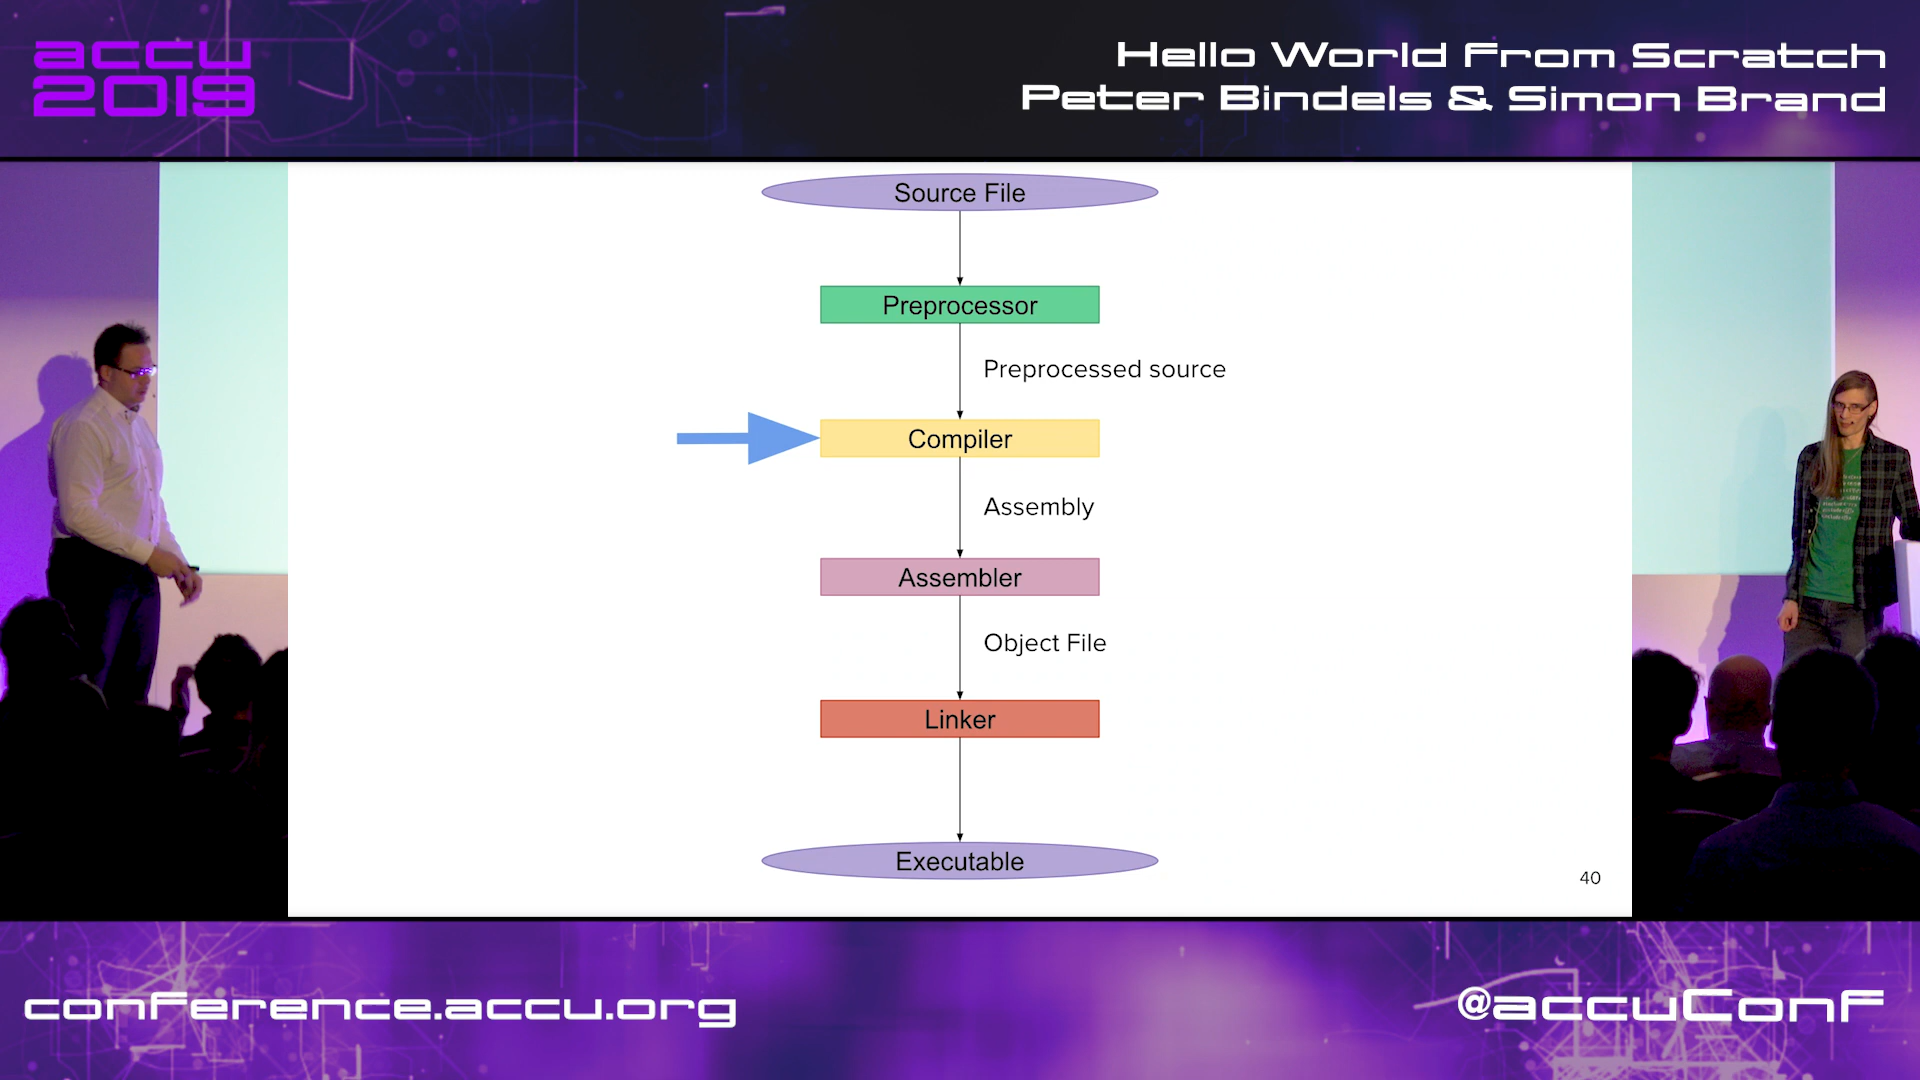 accu
2019
Hello World From Scratch
Peter Bindels & Simon Brand
Source File
Preprocessor
Preprocessed source
Compiler
Assembly
Assembler
Object File
Linker
Executable
40
conference.accu.org
@accuConf